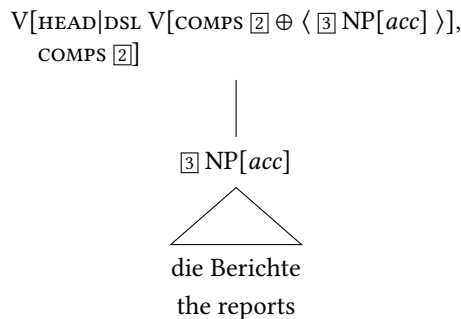 V[HEAD|DSL V[COMPS 2 ⊕ ⟨ 3 NP[acc] ⟩],
COMPS 2]
3 NP[acc]
die Berichte
the reports